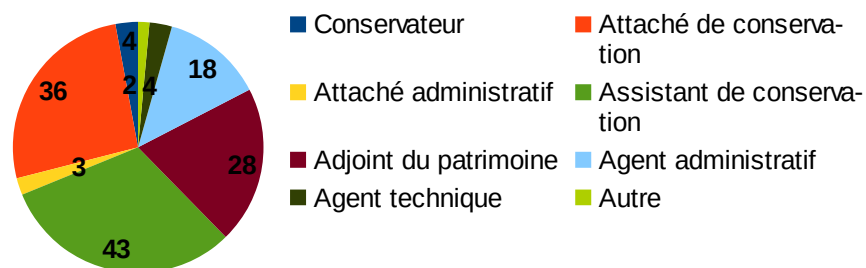 4
2
4
18
36
28
3
43
Conservateur
Attaché de conserva-
tion
Attaché administratif
Assistant de conserva-
tion
Adjoint du patrimoine
Agent administratif
Agent technique
Autre